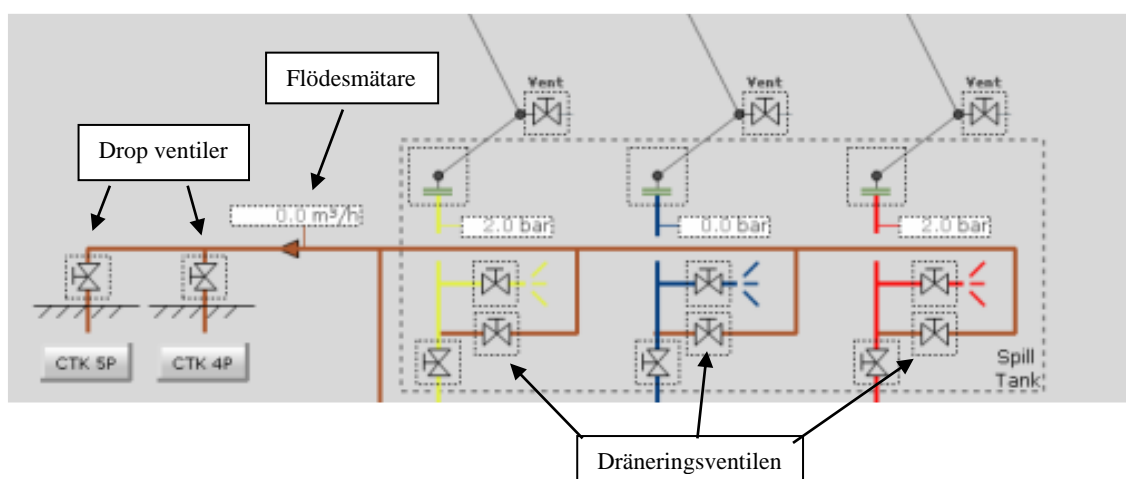 Vent
Vent
Vent
Flödesmätare
Drop ventiler
0.0 m³/h
2.0 bar
0.0 bar
2.0 bar
CTK 5P
CTK 4P
Spill
Tank
Dräneringsventilen